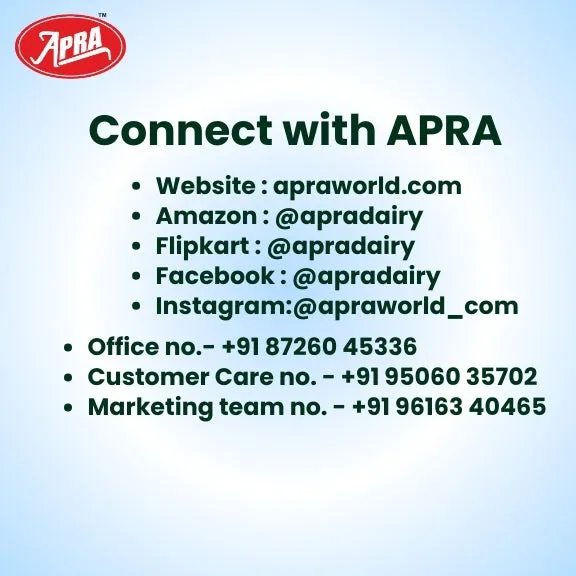 APRA
TM
Connect with APRA
• Website : apraworld.com
• Amazon : @apradairy
• Flipkart : @apradairy
• Facebook : @apradairy
• Instagram:@apraworld_com
• Office no.- +91 87260 45336
• Customer Care no. - +91 95060 35702
• Marketing team no. - +91 96163 40465